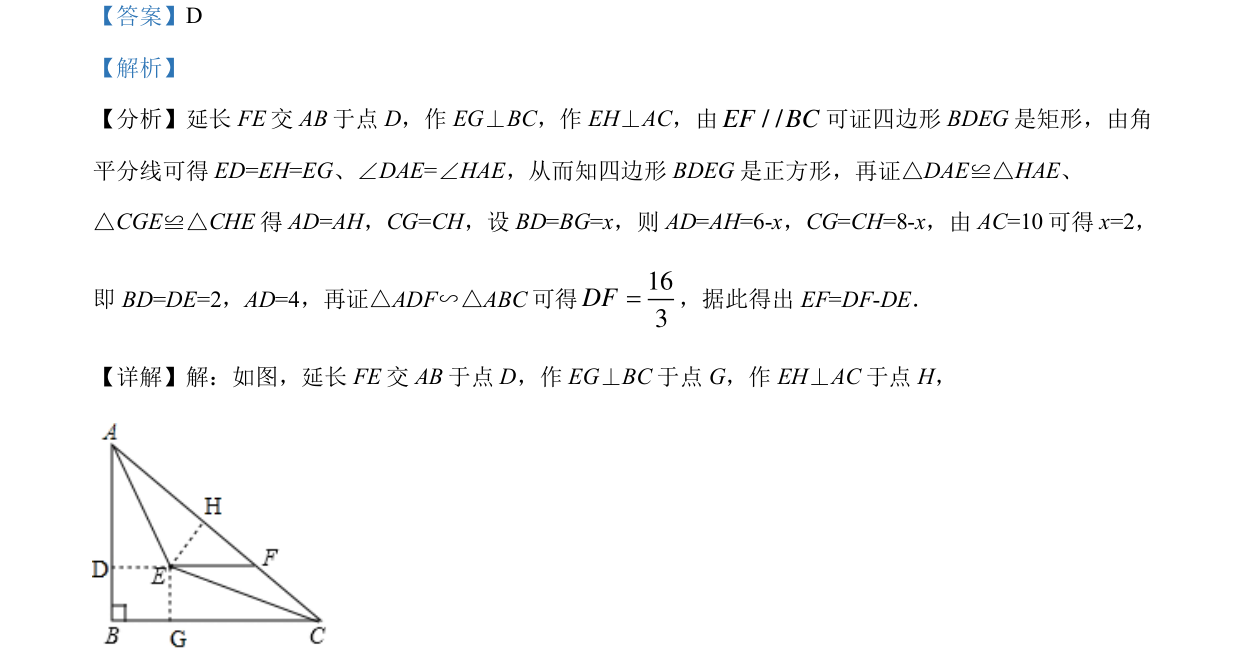 【答案】D
【解析】
【分析】延长 FE 交 AB 于点 D，作 EG⊥BC，作 EH⊥AC，由 EF//BC 可证四边形 BDEG 是矩形，由角
平分线可得 ED=EH=EG、∠DAE=∠HAE，从而知四边形 BDEG 是正方形，再证△DAE≌△HAE、
△CGE≌△CHE 得 AD=AH，CG=CH，设 BD=BG=x，则 AD=AH=6-x，CG=CH=8-x，由 AC=10 可得 x=2，
即 BD=DE=2，AD=4，再证△ADF∽△ABC 可得 DF = 16/3，据此得出 EF=DF-DE．
【详解】解：如图，延长 FE 交 AB 于点 D，作 EG⊥BC 于点 G，作 EH⊥AC 于点 H，
A
H
F
D
E
B
G
C